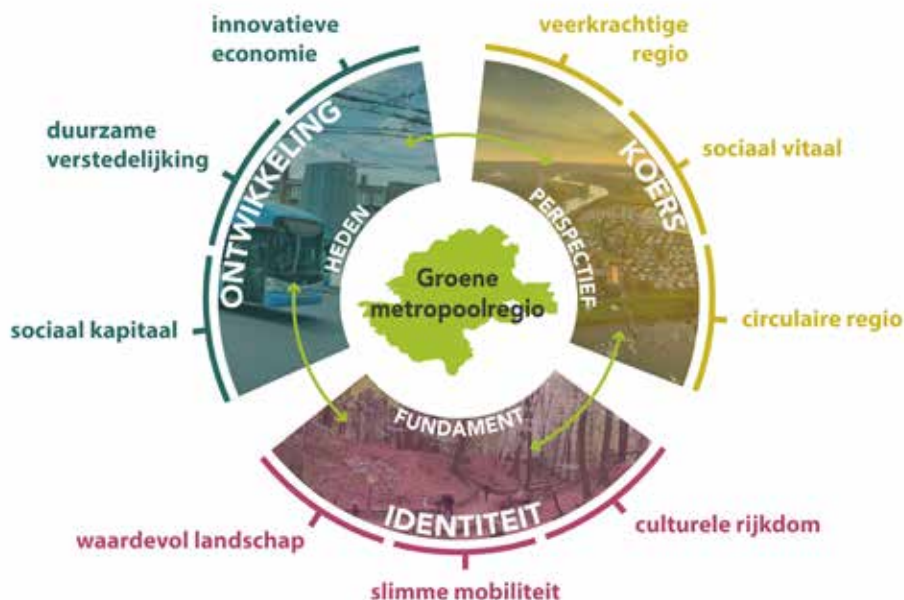 innovatieve
economie
duurzame
verstedelijking
sociaal kapitaal
ONTWIKKELING
HEDEN
veerkrachtige
regio
sociaal vitaal
circulaire regio
KOERS
PERSPECTIEF
Groene
metropoolregio
FUNDAMENT
IDENTITEIT
waardevol landschap
slimme mobiliteit
culturele rijkdom